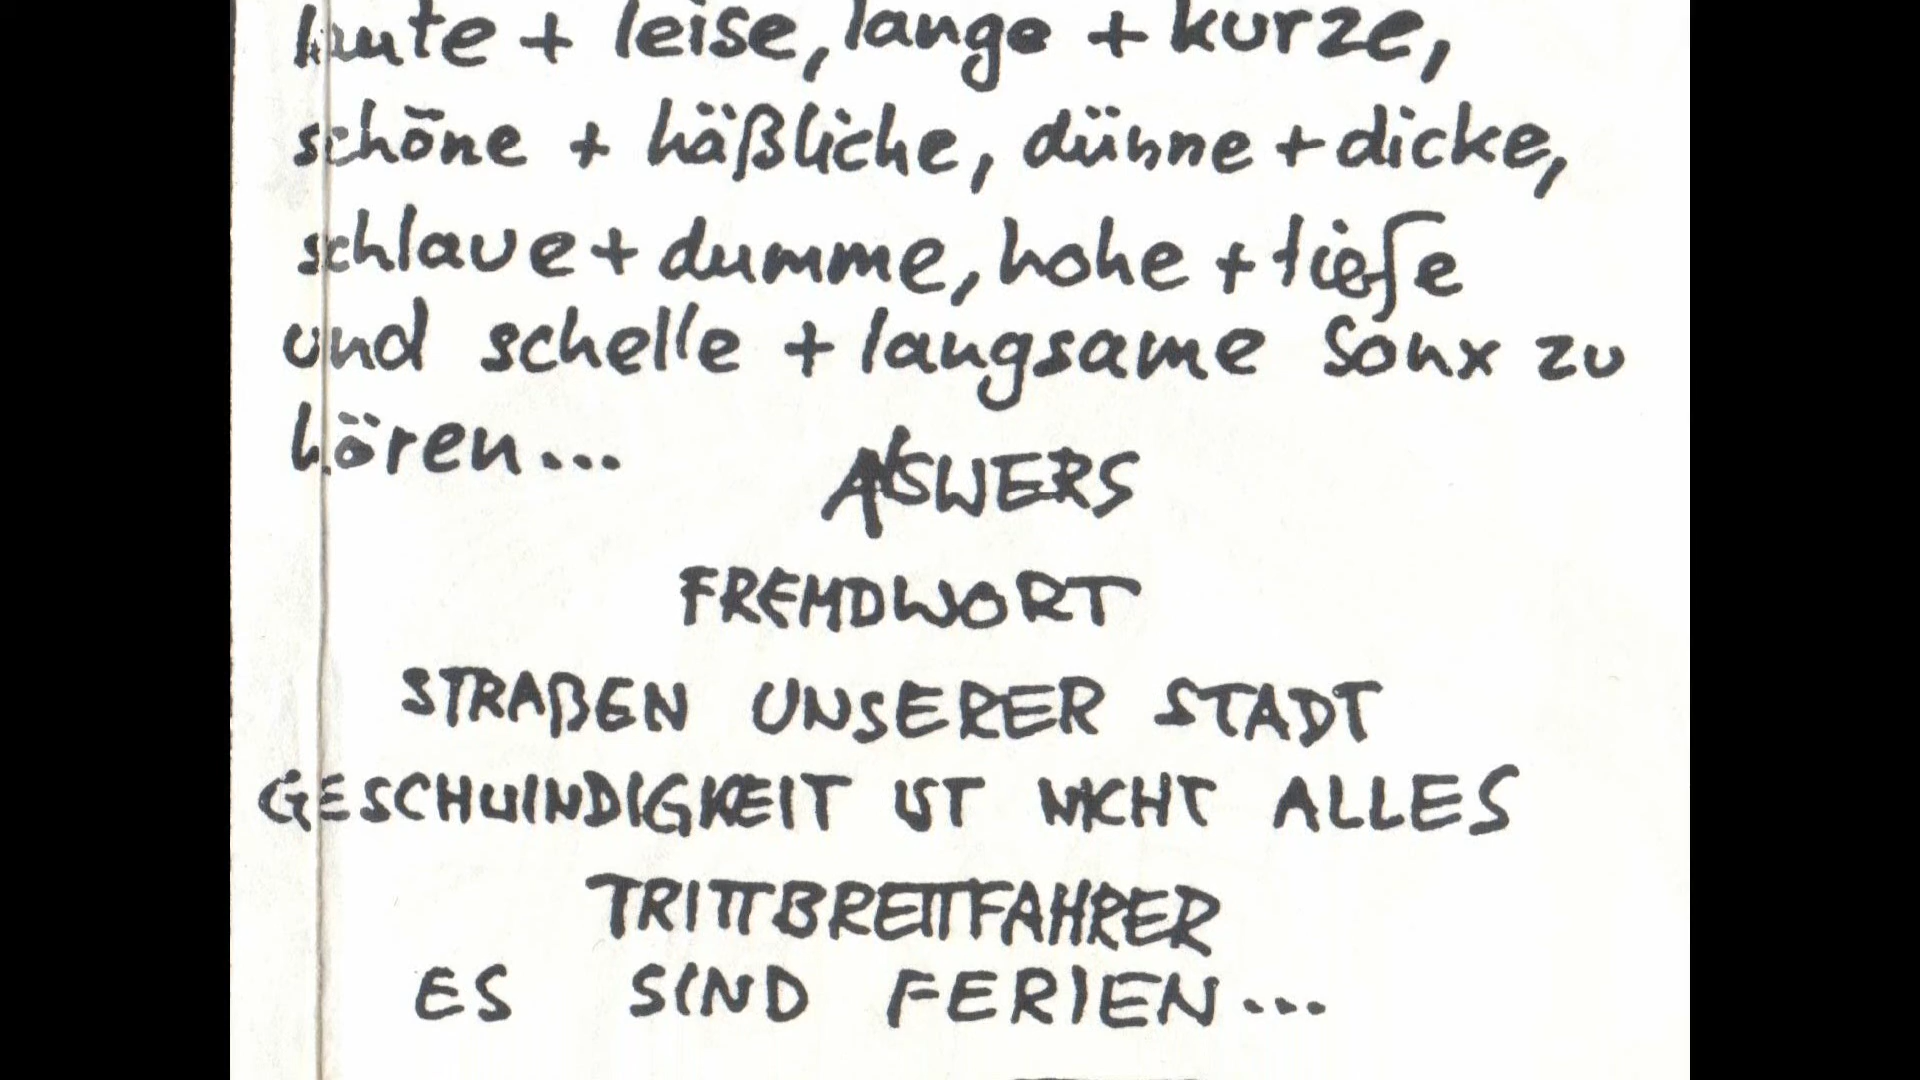 laute + leise, lange + kurze,
schöne + häßliche, dünne + dicke,
schlaue + dumme, hohe + tiefe
und schelle + langsame Sonx zu
hören...
ANSWERS
FREMDWORT
STRAßEN UNSERER STADT
GESCHWINDIGKEIT IST NICHT ALLES
TRITTBRETTFAHRER
ES SIND FERIEN...